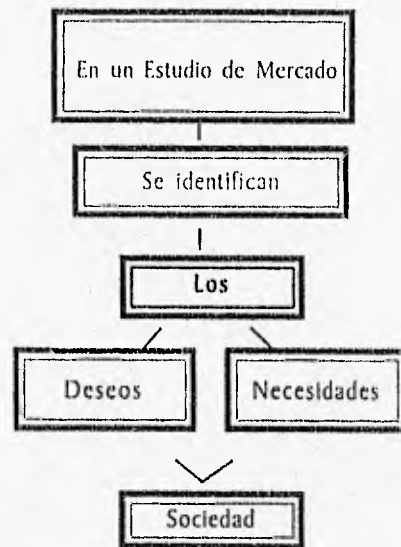 En un Estudio de Mercado
Se identifican
Los
Deseos
Necesidades
Sociedad